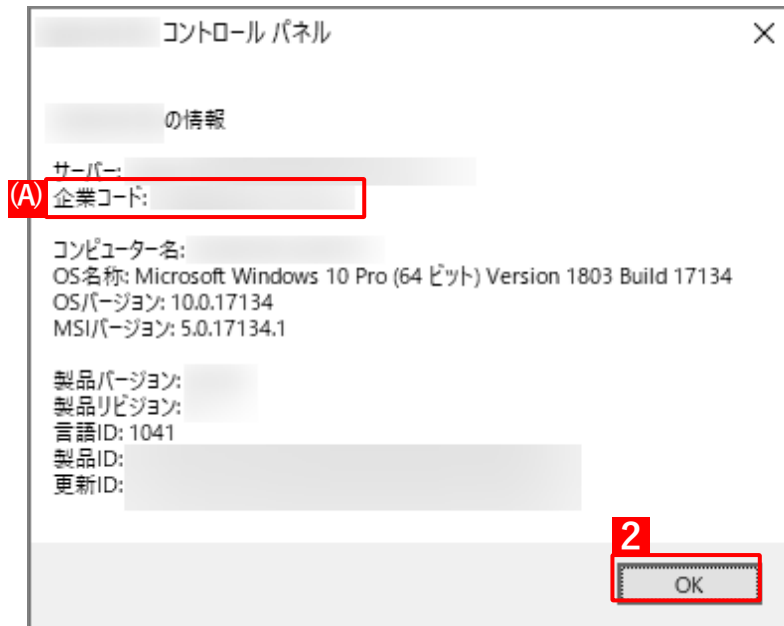 コントロール パネル
の情報
サーバー:
(A) 企業コード:
コンピューター名:
OS名称: Microsoft Windows 10 Pro (64 ビット) Version 1803 Build 17134
OSバージョン: 10.0.17134
MSIバージョン: 5.0.17134.1
製品バージョン:
製品リビジョン:
言語ID: 1041
製品ID:
更新ID:
2
OK